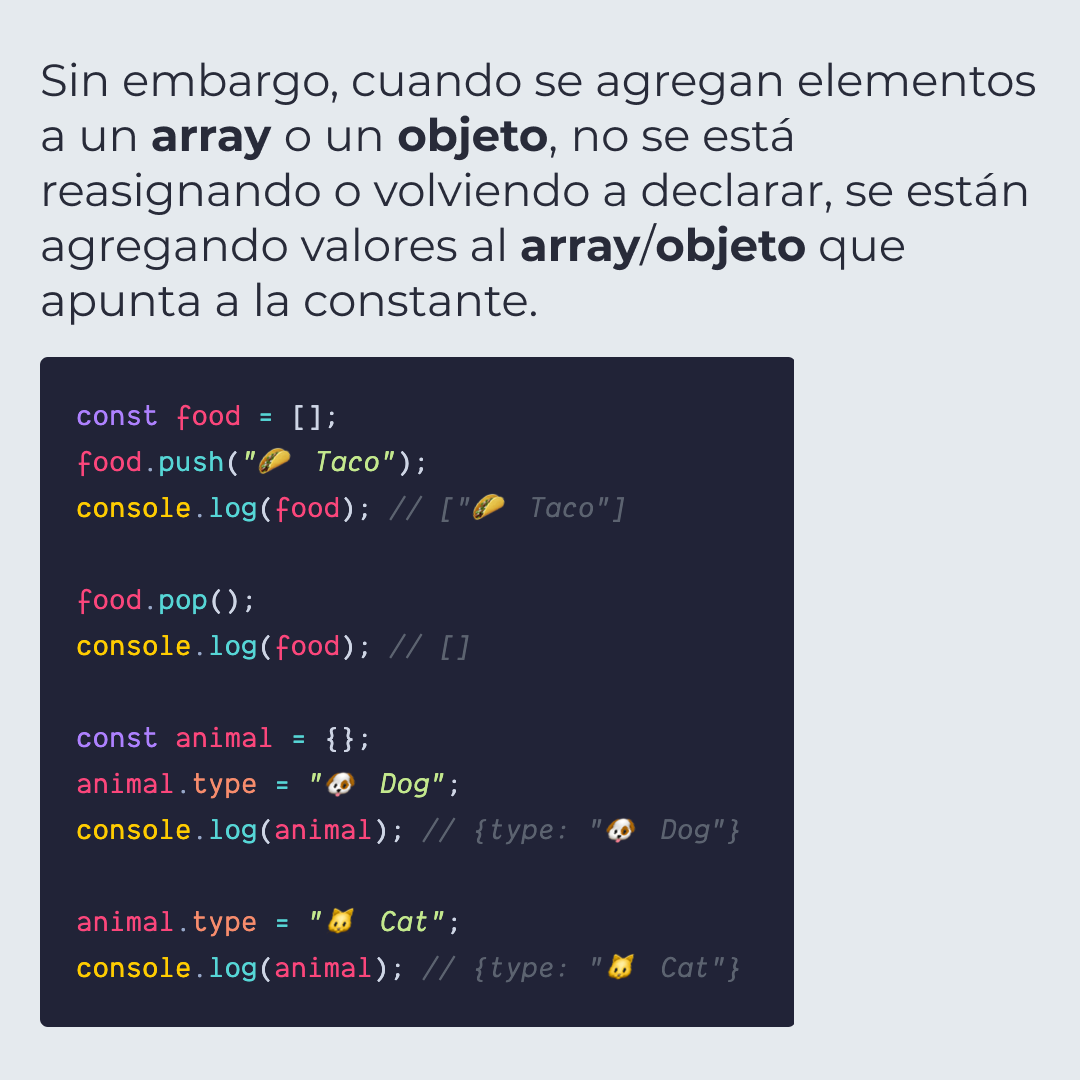 Sin embargo, cuando se agregan elementos
a un array o un objeto, no se está
reasignando o volviendo a declarar, se están
agregando valores al array/objeto que
apunta a la constante.
const food = [];
food.push("🌮 Taco");
console.log(food); // ["🌮 Taco"]
food.pop();
console.log(food); // []
const animal = {};
animal.type = "🐶 Dog";
console.log(animal); // {type: "🐶 Dog"}
animal.type = "🐱 Cat";
console.log(animal); // {type: "🐱 Cat"}